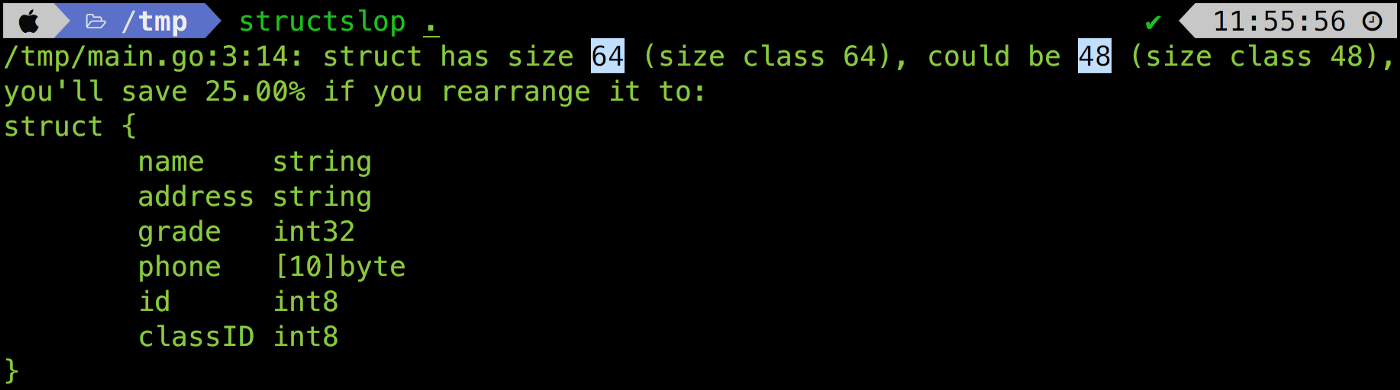 /tmp structslop . ✔ 11:55:56
/tmp/main.go:3:14: struct has size 64 (size class 64), could be 48 (size class 48),
you'll save 25.00% if you rearrange it to:
struct {
        name    string
        address string
        grade   int32
        phone   [10]byte
        id      int8
        classID int8
}